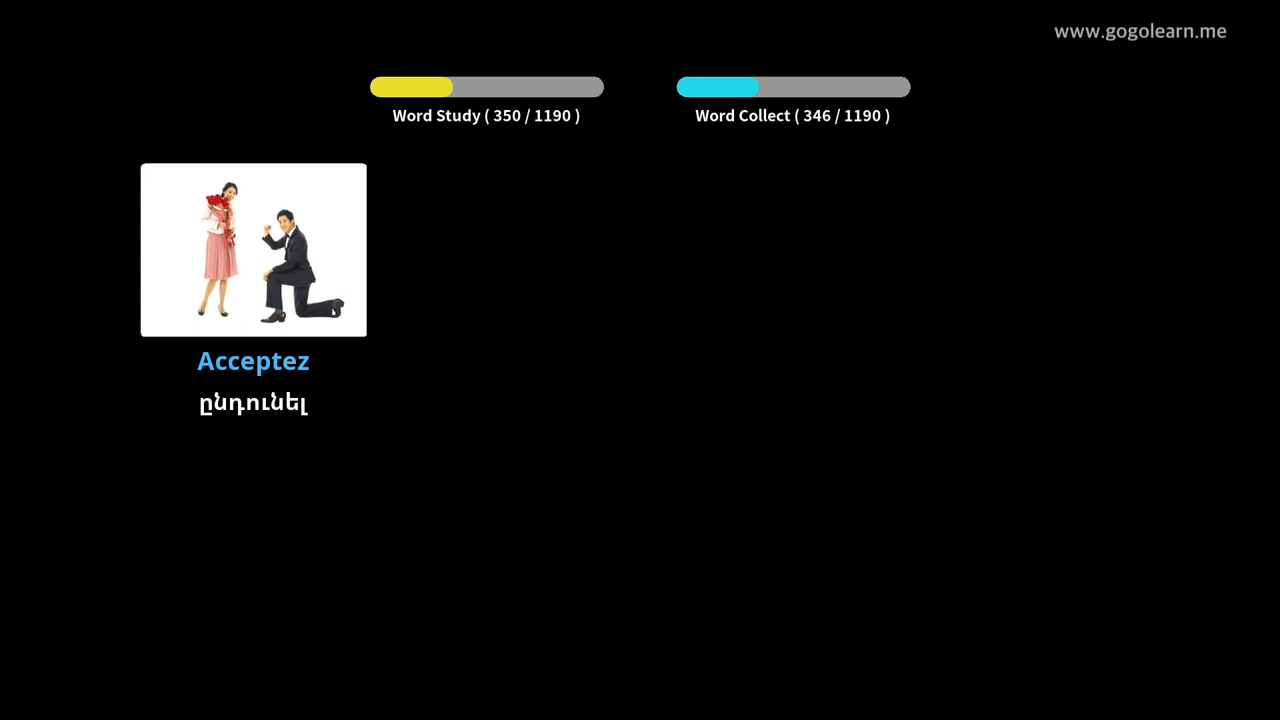 www.gogolearn.me
Word Study ( 350 / 1190 )
Word Collect ( 346 / 1190 )
Acceptez
ընդունել